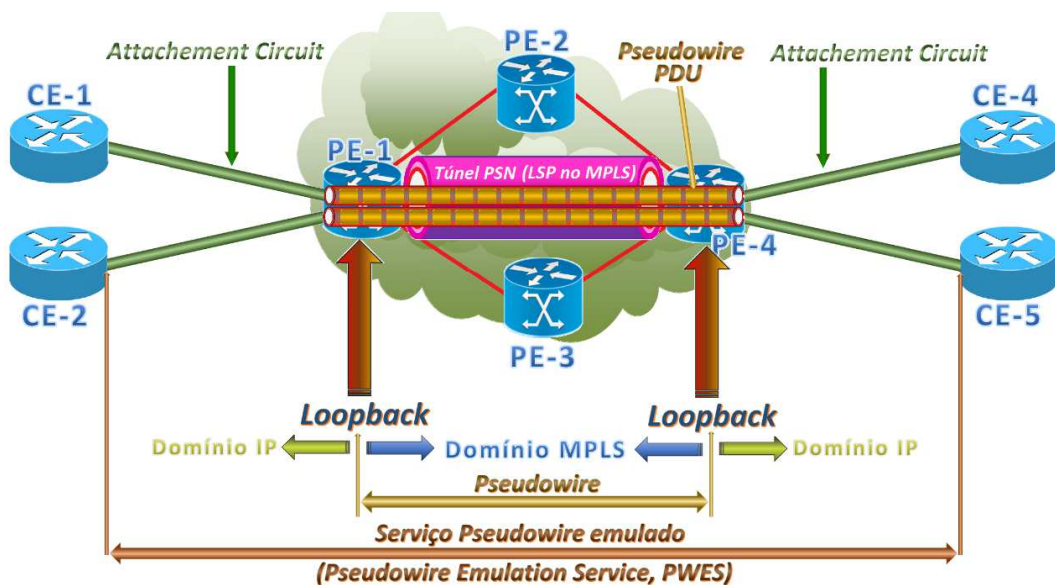 Attachement Circuit
PE-2
Pseudowire
PDU
Attachement Circuit
CE-1
CE-4
PE-1
Túnel PSN (LSP no MPLS)
PE-4
CE-2
PE-3
CE-5
Loopback
Loopback
Domínio IP
Domínio MPLS
Domínio IP
Pseudowire
Serviço Pseudowire emulado
(Pseudowire Emulation Service, PWES)